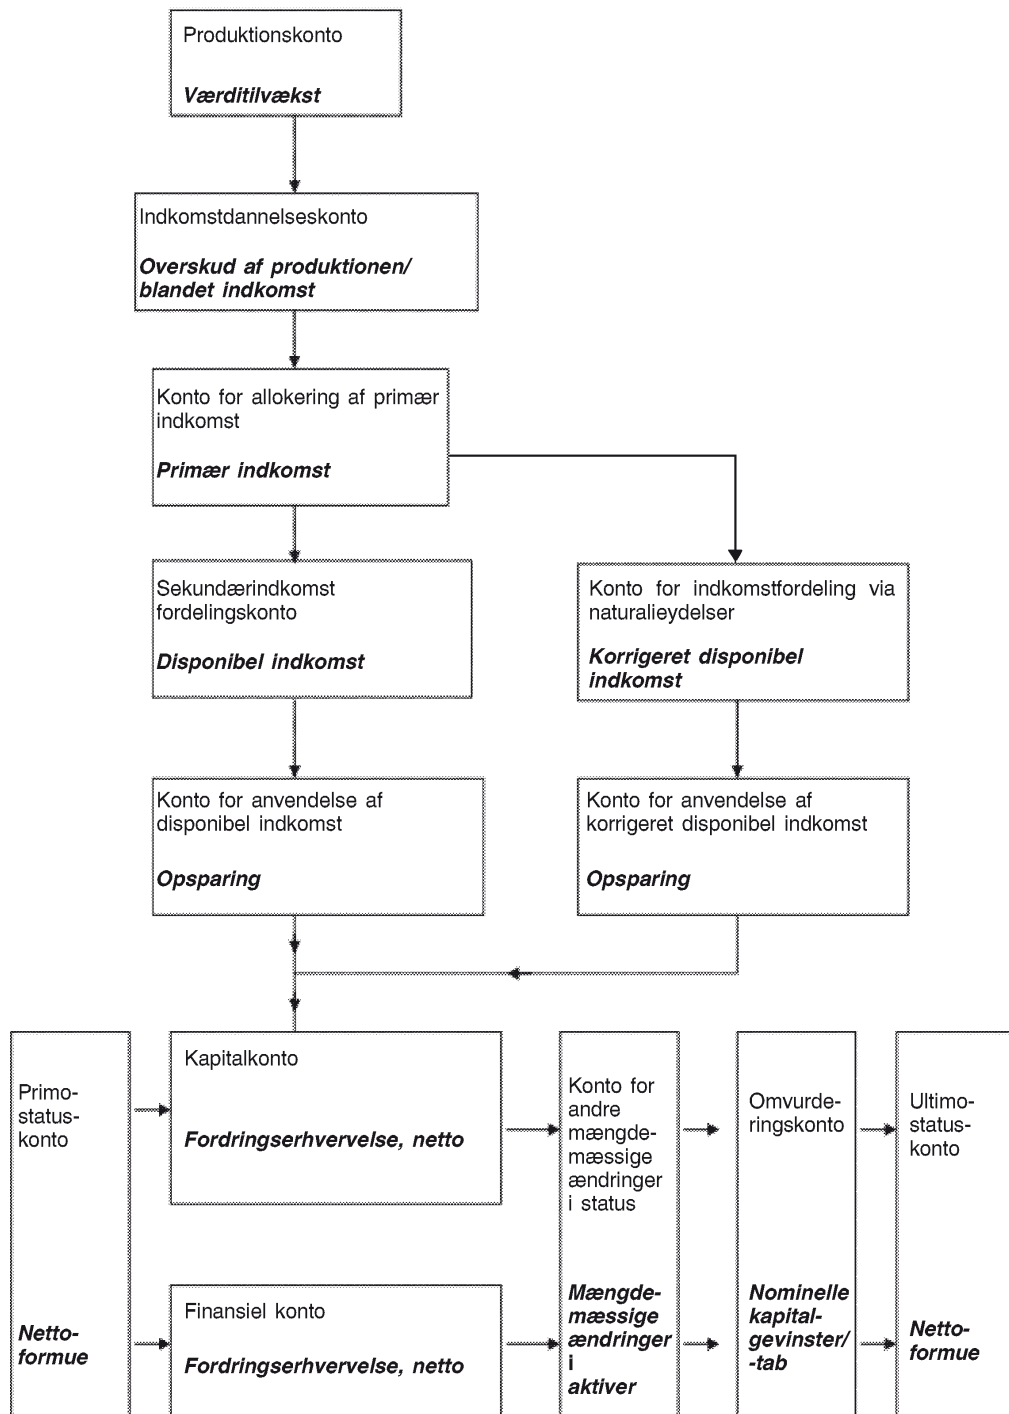 Produktionskonto
Værditilvækst
Indkomstdannelseskonto
Overskud af produktionen/
blandet indkomst
Konto for allokering af primær
indkomst
Primær indkomst
Sekundærindkomst
fordelingskonto
Disponibel indkomst
Konto for indkomstfordeling via
naturalieydelser
Korrigeret disponibel
indkomst
Konto for anvendelse af
disponibel indkomst
Opsparing
Konto for anvendelse af
korrigeret disponibel indkomst
Opsparing
Primo-
status-
konto
Netto-
formue
Kapitalkonto
Fordringserhvervelse, netto
Finansiel konto
Fordringserhvervelse, netto
Konto for
andre
mængde-
mæssige
ændringer
i status
Mængde-
mæssige
ændringer
i
aktiver
Omvurde-
ringskonto
Nominelle
kapital-
gevinster/
-tab
Ultimo-
status-
konto
Netto-
formue